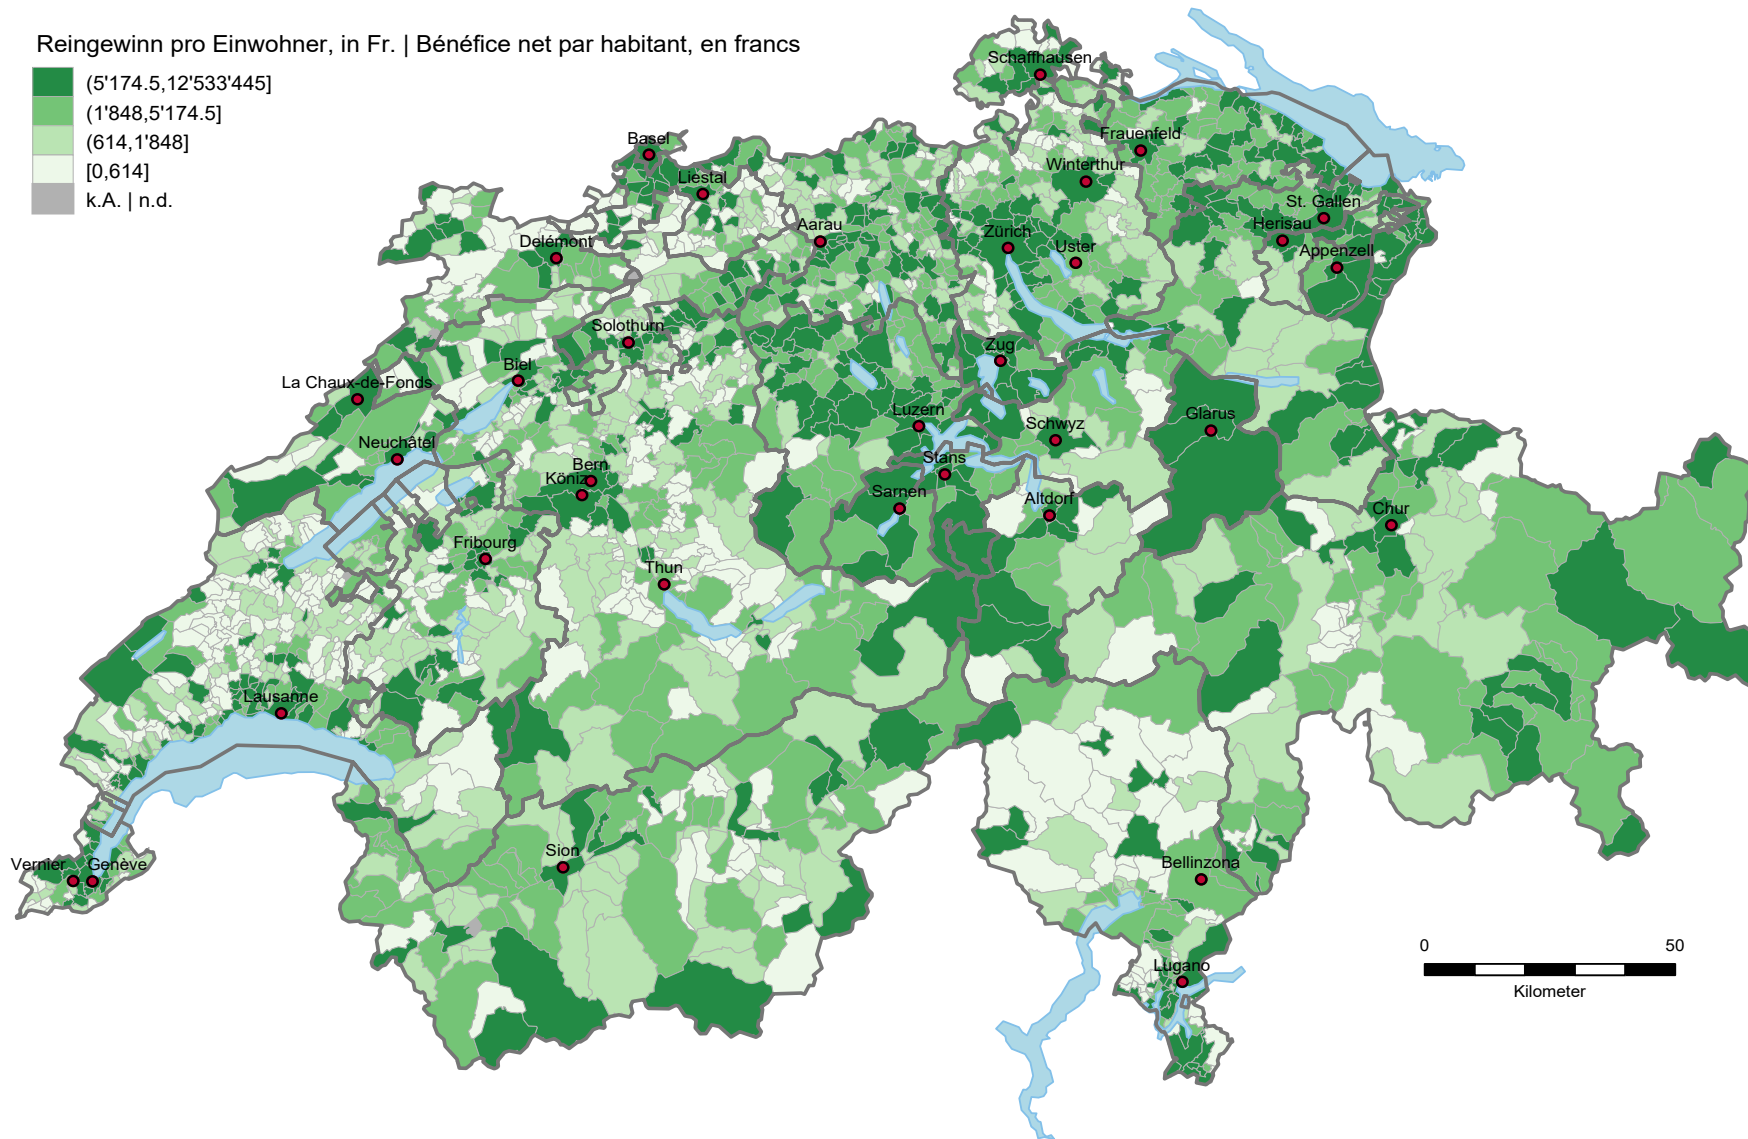 Reingewinn pro Einwohner, in Fr. | Bénéfice net par habitant, en francs
(5'174.5,12'533'445]
(1'848,5'174.5]
(614,1'848]
[0,614]
k.A. | n.d.
Schaffhausen
Basel
Frauenfeld
Winterthur
Liestal
St. Gallen
Aarau
Herisau
Zürich
Delémont
Uster
Appenzell
Solothurn
Zug
Biel
La Chaux-de-Fonds
Luzern
Glarus
Schwyz
Neuchâtel
Stans
Bern
Köniz
Sarnen
Altdorf
Chur
Fribourg
Thun
Lausanne
Sion
Bellinzona
Vernier
Genève
Lugano
0
50
Kilometer